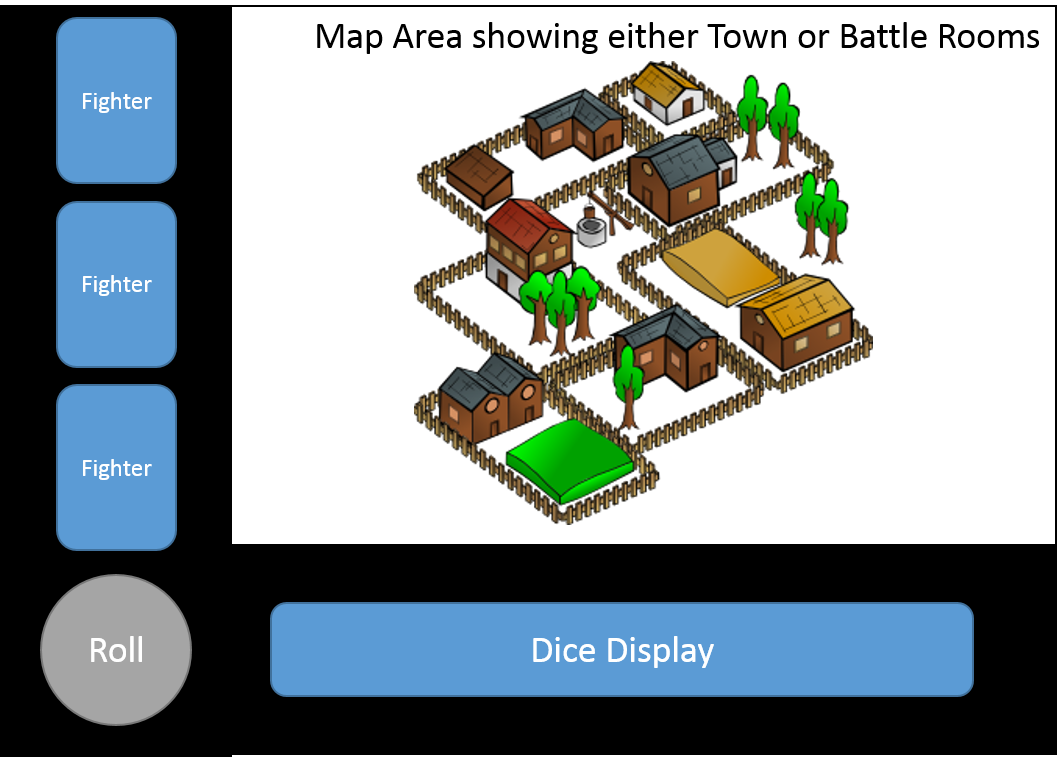 Map Area showing either Town or Battle Rooms
Fighter
Fighter
Fighter
Roll
Dice Display